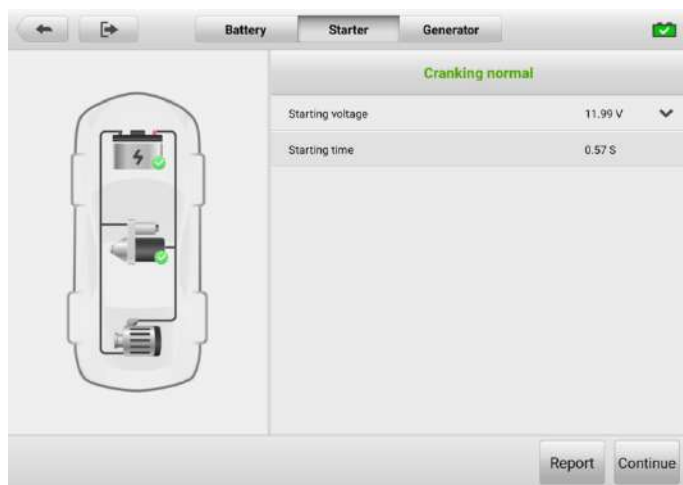 Battery Starter Generator
Cranking normal
Starting voltage 11.99 V
Starting time 0.57 S
Report Continue